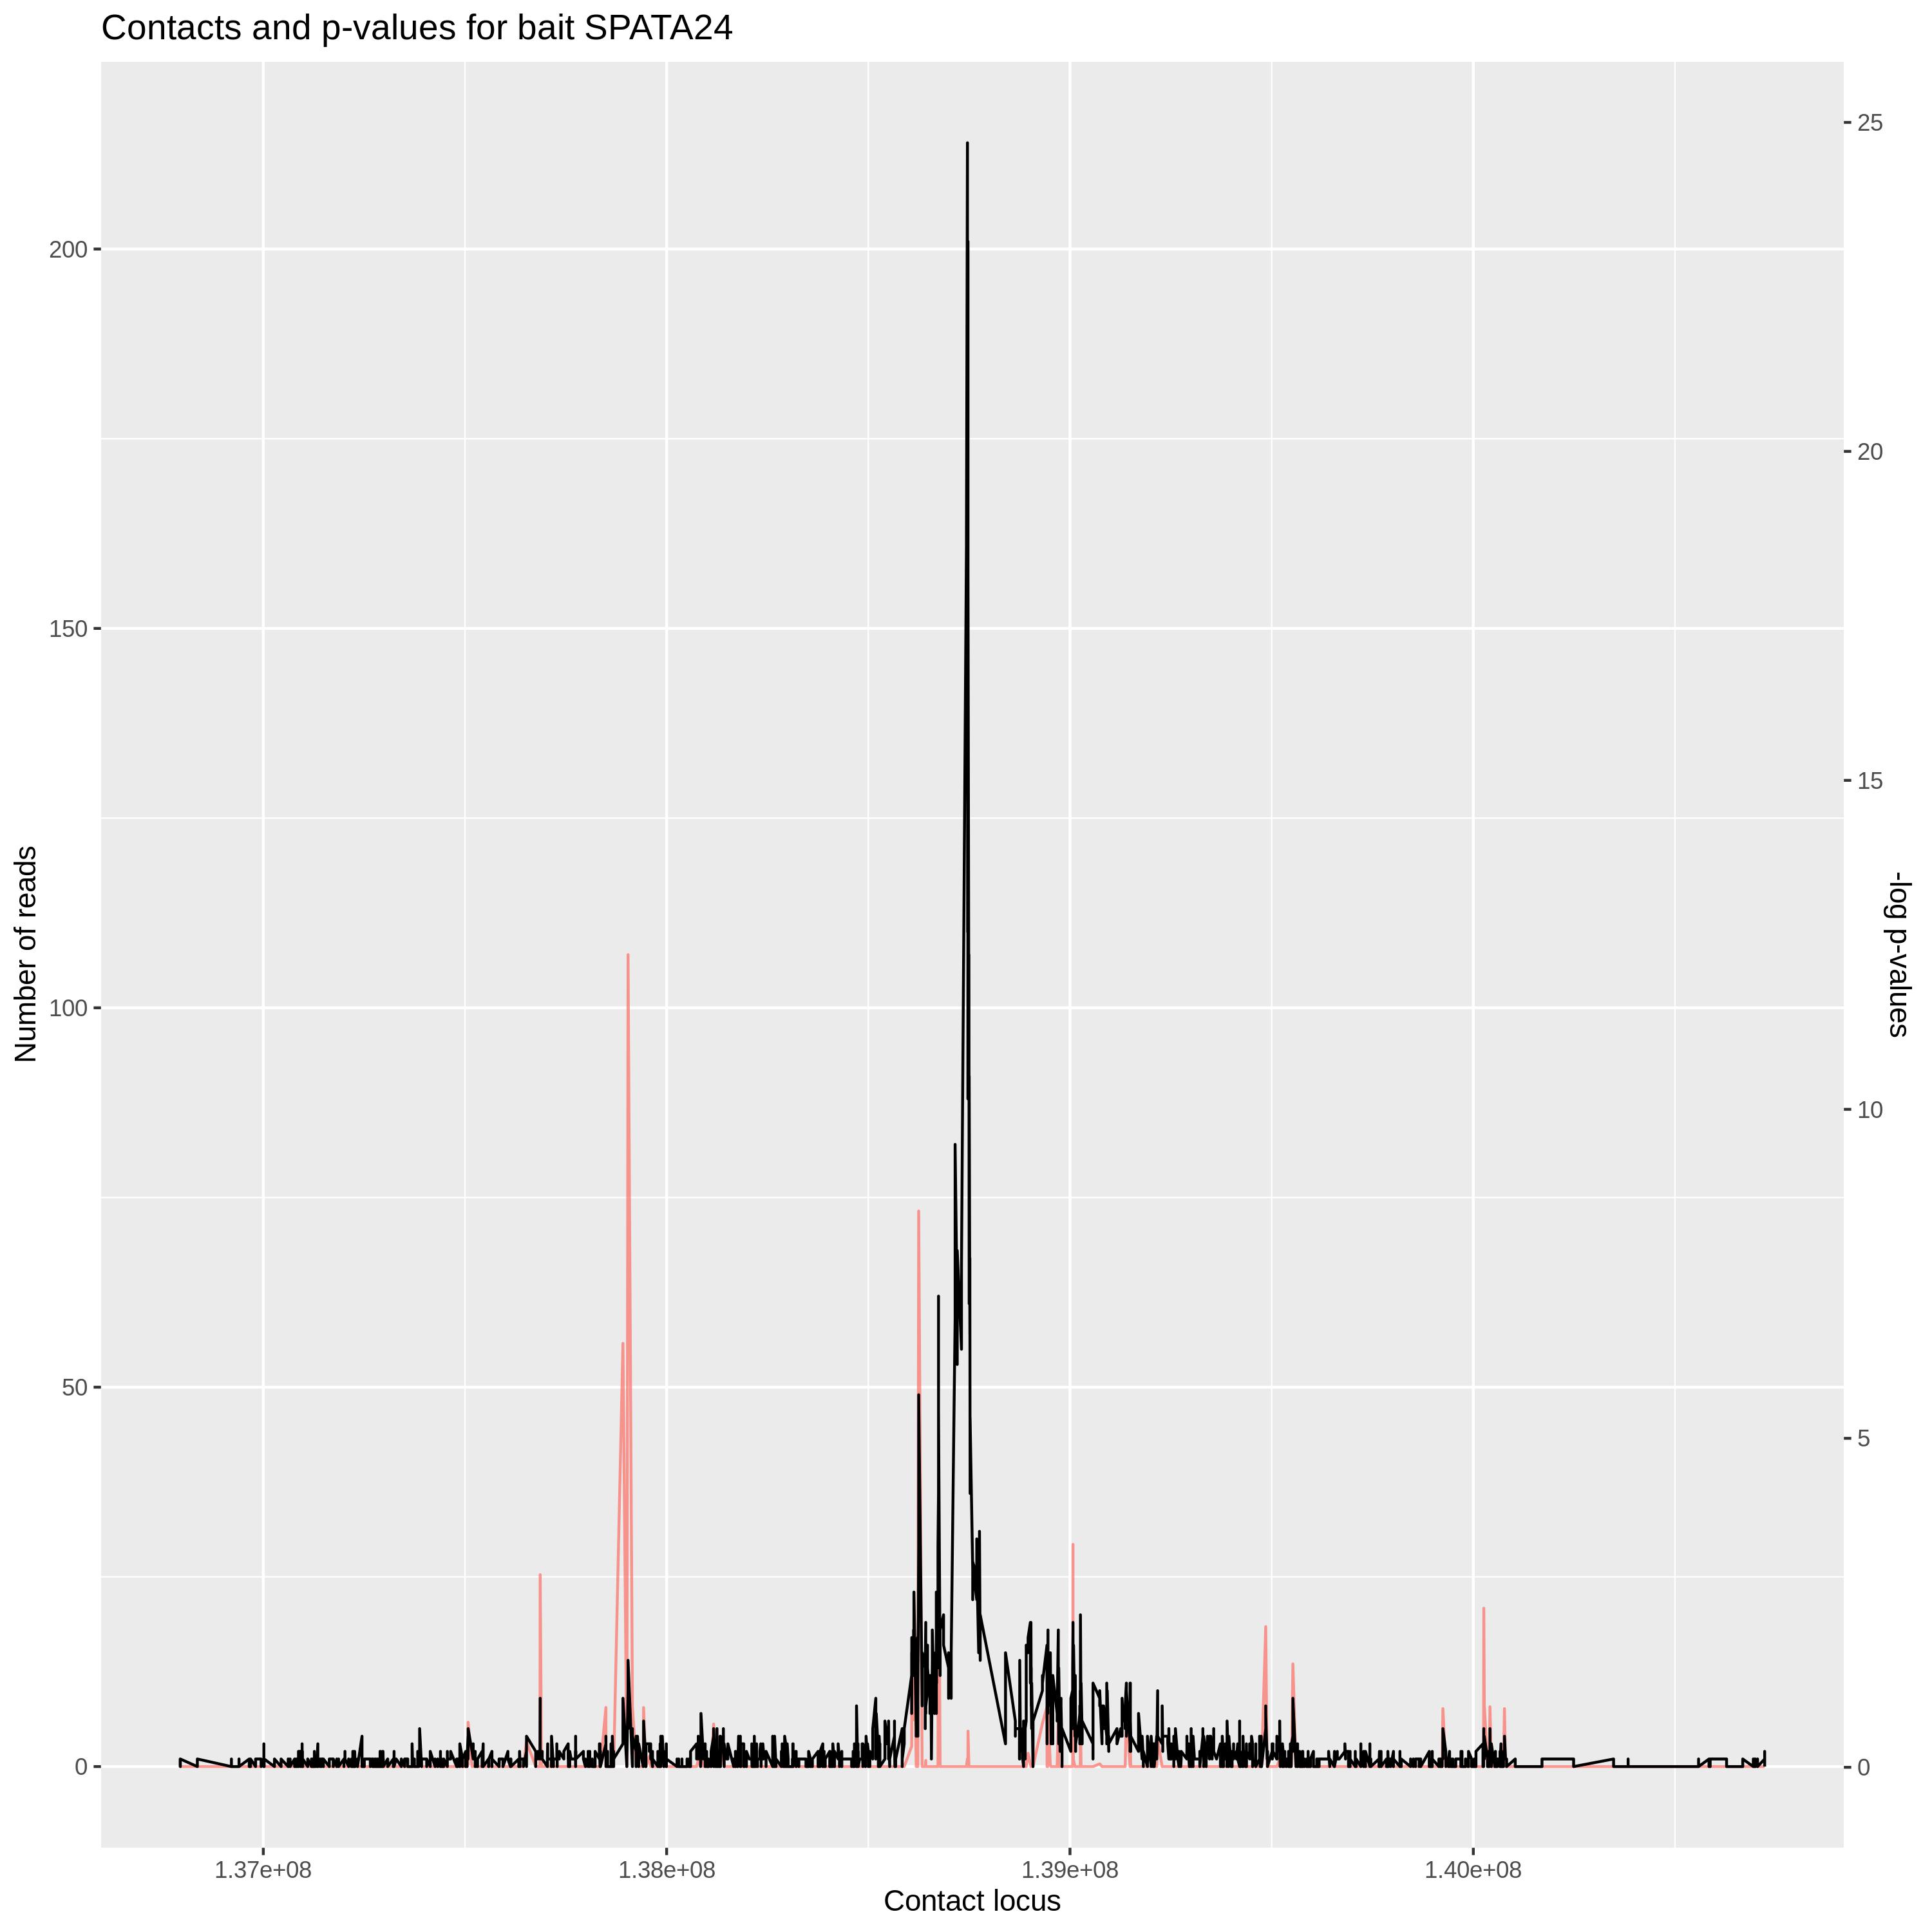 Contacts and p-values for bait SPATA24
Number of reads
200
150
100
50
0
25
20
15
10
5
0
-log p-values
1.37e+08
1.38e+08
1.39e+08
1.40e+08
Contact locus